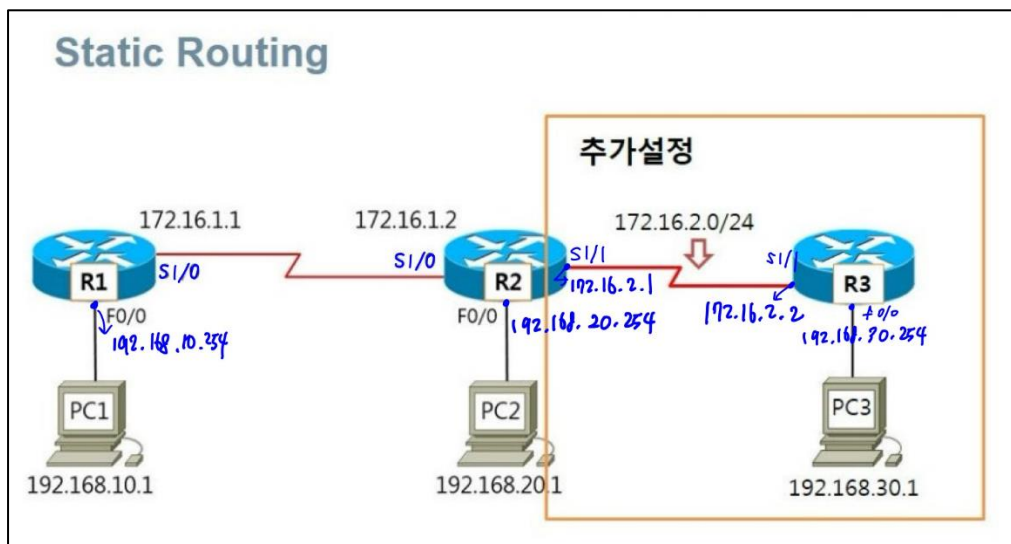 Static Routing
추가설정
172.16.1.1
172.16.1.2
172.16.2.0/24
S1/0
S1/0
S1/1
S1/1
R1
R2
R3
172.16.2.1
172.16.2.2
F0/0
F0/0
f0/0
192.168.10.254
192.168.20.254
192.168.30.254
PC1
PC2
PC3
192.168.10.1
192.168.20.1
192.168.30.1